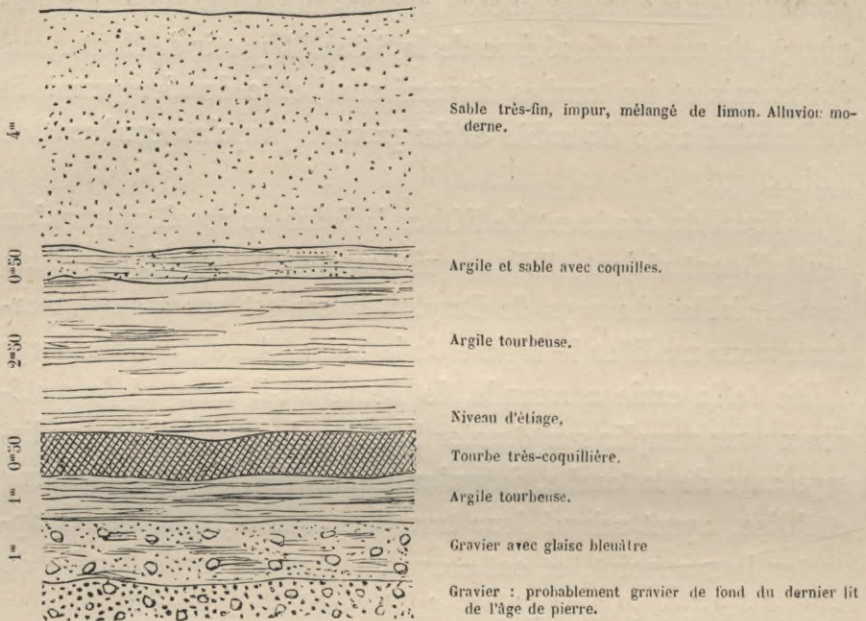 4m
Sable très-fin, impur, mélangé de limon. Alluvion mo-
derne.
0m50
Argile et sable avec coquilles.
2m50
Argile tourbeuse.
Niveau d'étiage,
0m50
Tourbe très-coquillière.
1m
Argile tourbeuse.
1m
Gravier avec glaise bleuâtre
Gravier : probablement gravier de fond du dernier lit
de l'âge de pierre.